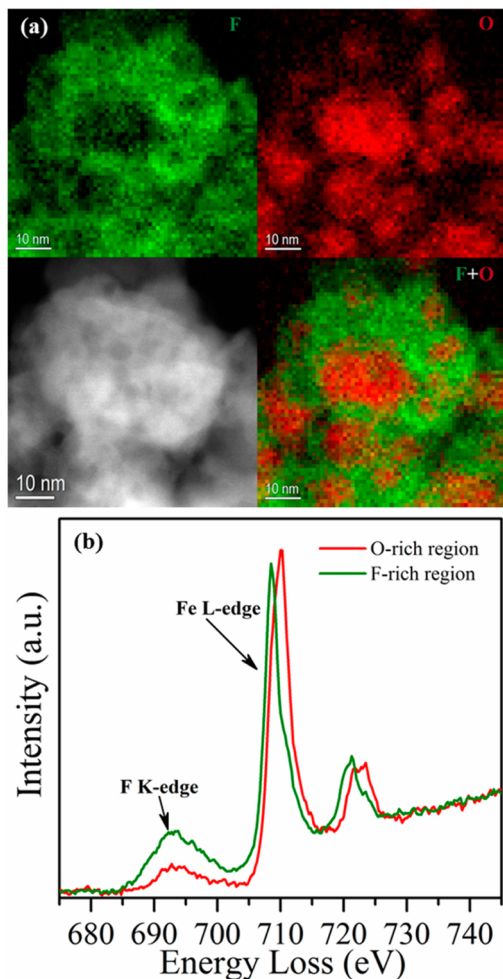 (a)
F
O
10 nm
10 nm
F+O
10 nm
10 nm
(b)
O-rich region
F-rich region
Fe L-edge
F K-edge
Intensity (a.u.)
680 690 700 710 720 730 740
Energy Loss (eV)